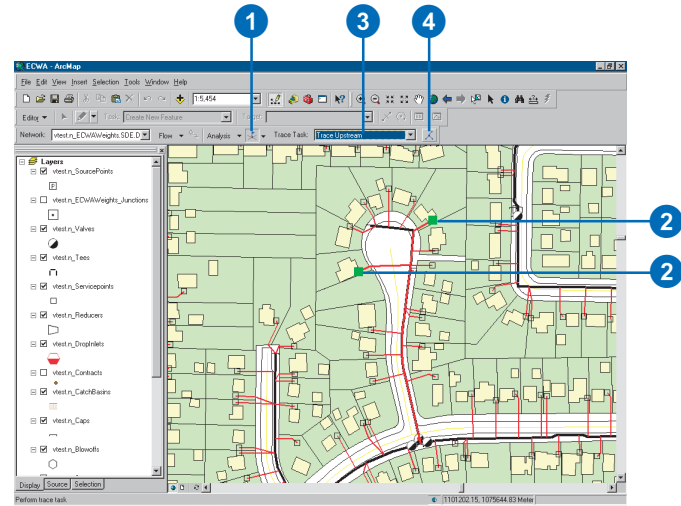 1
3
4
ECWA - ArcMap
File Edit View Insert Selection Tools Window Help
1:5,454
Editor Task: Create New Feature Target:
Network: vtest.n_ECWAWeights.SDE.D Flow Analysis Trace Task: Trace Upstream
Layers
vtest.n_SourcePoints
P
vtest.n_ECWAWeights_Junctions
2
vtest.n_Valves
vtest.n_Tees
2
vtest.n_Servicepoints
vtest.n_Reducers
vtest.n_DropInlets
vtest.n_Contracts
vtest.n_CatchBasins
vtest.n_Caps
vtest.n_Blowoffs
Display Source Selection
Perform trace task. 1101202.15, 1075644.83 Meter